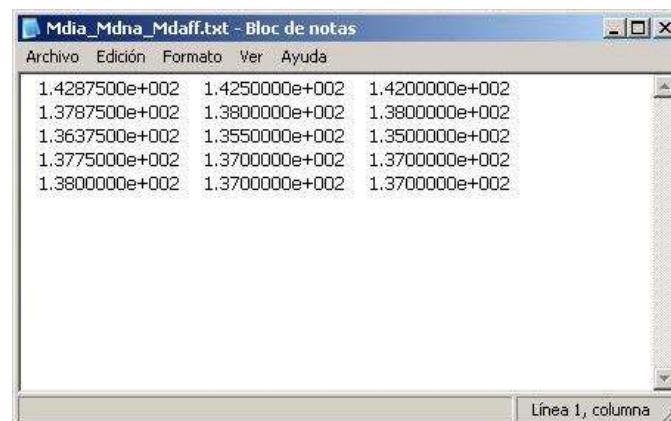 Mdia_Mdna_Mdaff.txt - Bloc de notas
Archivo Edición Formato Ver Ayuda
1.4287500e+002 1.4250000e+002 1.4200000e+002
1.3787500e+002 1.3800000e+002 1.3800000e+002
1.3637500e+002 1.3550000e+002 1.3500000e+002
1.3775000e+002 1.3700000e+002 1.3700000e+002
1.3800000e+002 1.3700000e+002 1.3700000e+002
Línea 1, columna